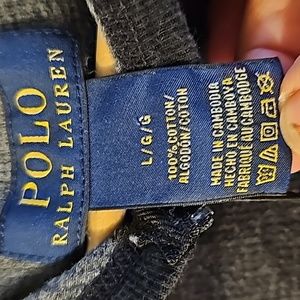 POLO
RALPH LAUREN
L/G/G
100% COTTON/
ALGODÓN/COTON
MADE IN CAMBODIA
HECHO EN CAMBOYA
FABRIQUÉ AU CAMBODGE